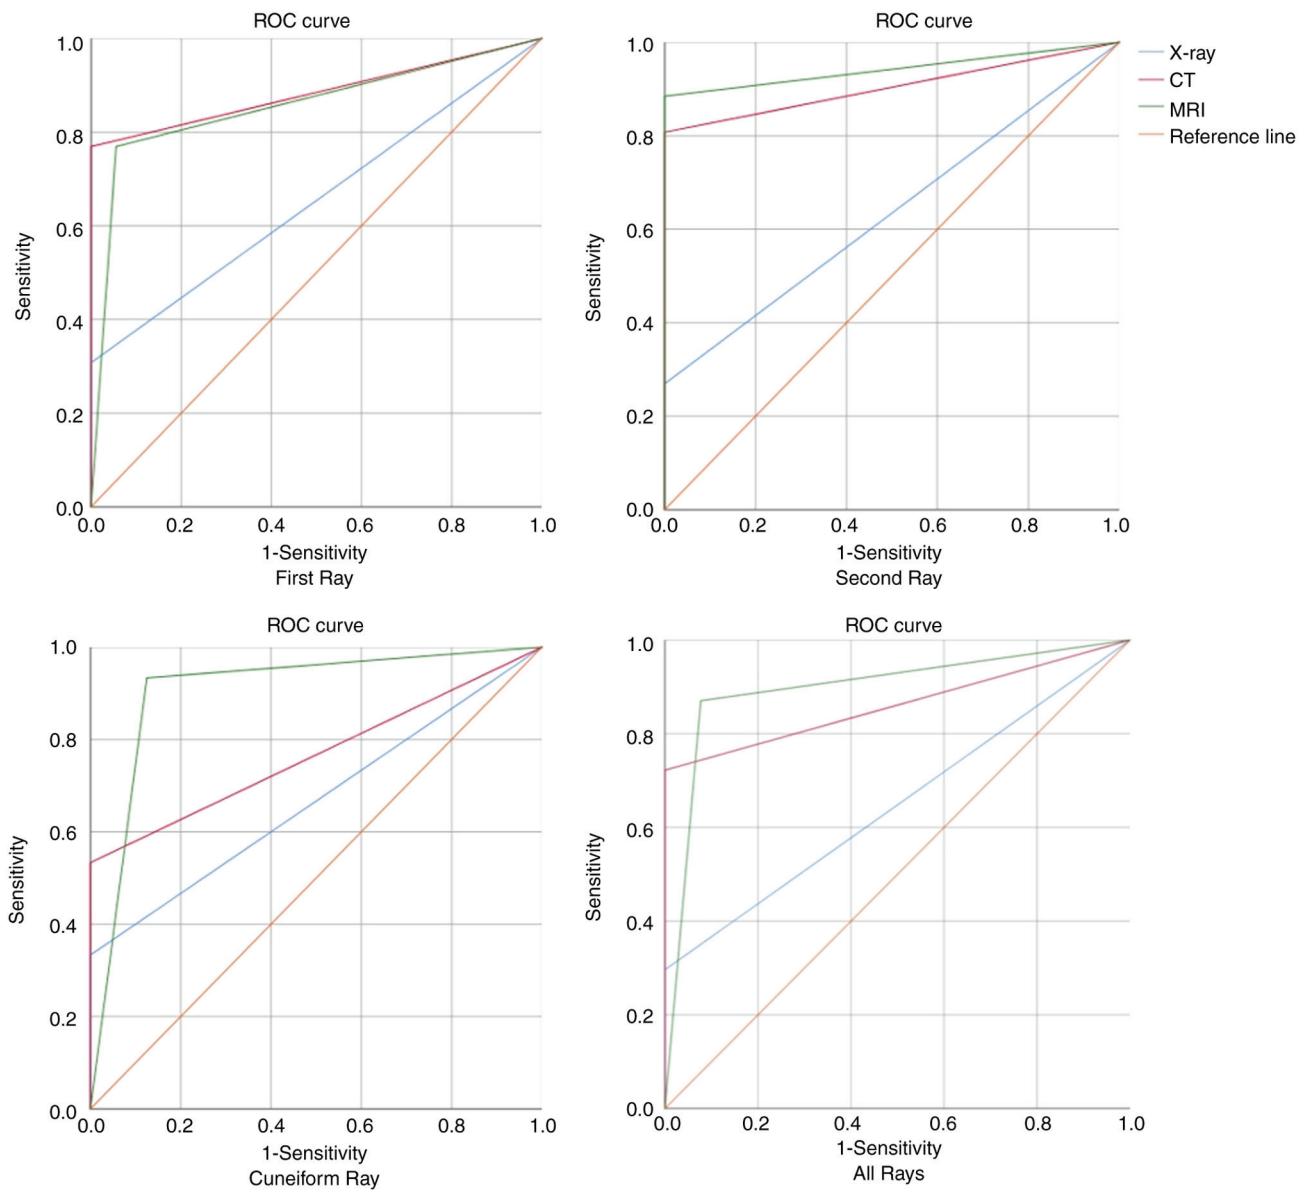 ROC curve
1.0
0.8
0.6
0.4
0.2
0.0
Sensitivity
0.0 0.2 0.4 0.6 0.8 1.0
1-Sensitivity
First Ray
ROC curve
1.0
0.8
0.6
0.4
0.2
0.0
Sensitivity
0.0 0.2 0.4 0.6 0.8 1.0
1-Sensitivity
Second Ray
X-ray
CT
MRI
Reference line
ROC curve
1.0
0.8
0.6
0.4
0.2
0.0
Sensitivity
0.0 0.2 0.4 0.6 0.8 1.0
1-Sensitivity
Cuneiform Ray
ROC curve
1.0
0.8
0.6
0.4
0.2
0.0
Sensitivity
0.0 0.2 0.4 0.6 0.8 1.0
1-Sensitivity
All Rays